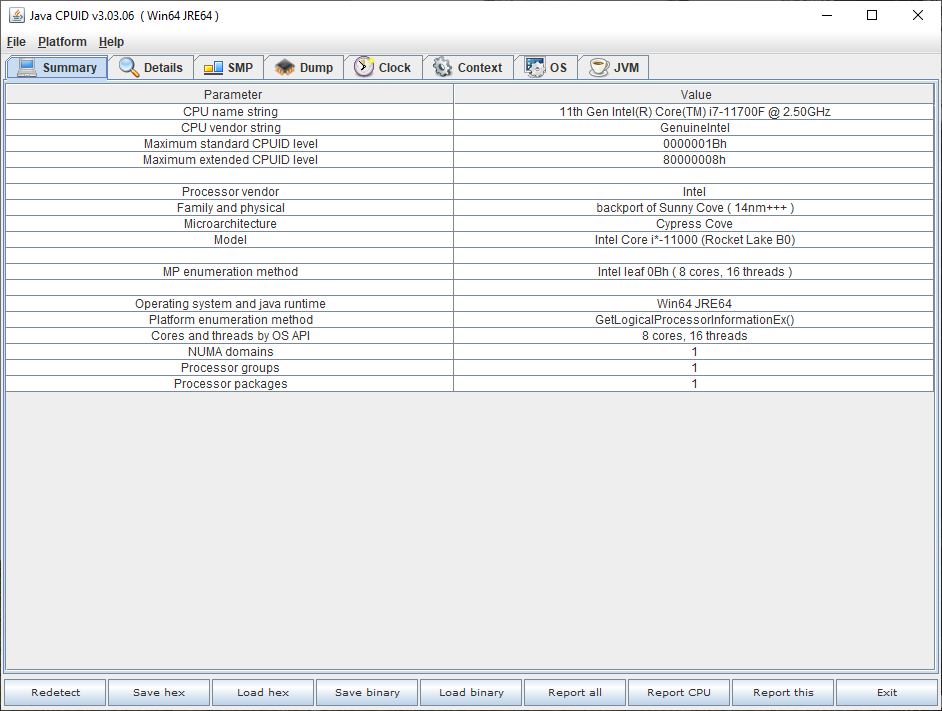 Java CPUID v3.03.06 ( Win64 JRE64 )
File Platform Help
Summary Details SMP Dump Clock Context OS JVM
Parameter Value
CPU name string 11th Gen Intel(R) Core(TM) i7-11700F @ 2.50GHz
CPU vendor string GenuineIntel
Maximum standard CPUID level 0000001Bh
Maximum extended CPUID level 80000008h
Processor vendor Intel
Family and physical backport of Sunny Cove ( 14nm+++ )
Microarchitecture Cypress Cove
Model Intel Core i*-11000 (Rocket Lake B0)
MP enumeration method Intel leaf 0Bh ( 8 cores, 16 threads )
Operating system and java runtime Win64 JRE64
Platform enumeration method GetLogicalProcessorInformationEx()
Cores and threads by OS API 8 cores, 16 threads
NUMA domains 1
Processor groups 1
Processor packages 1
Redetect Save hex Load hex Save binary Load binary Report all Report CPU Report this Exit